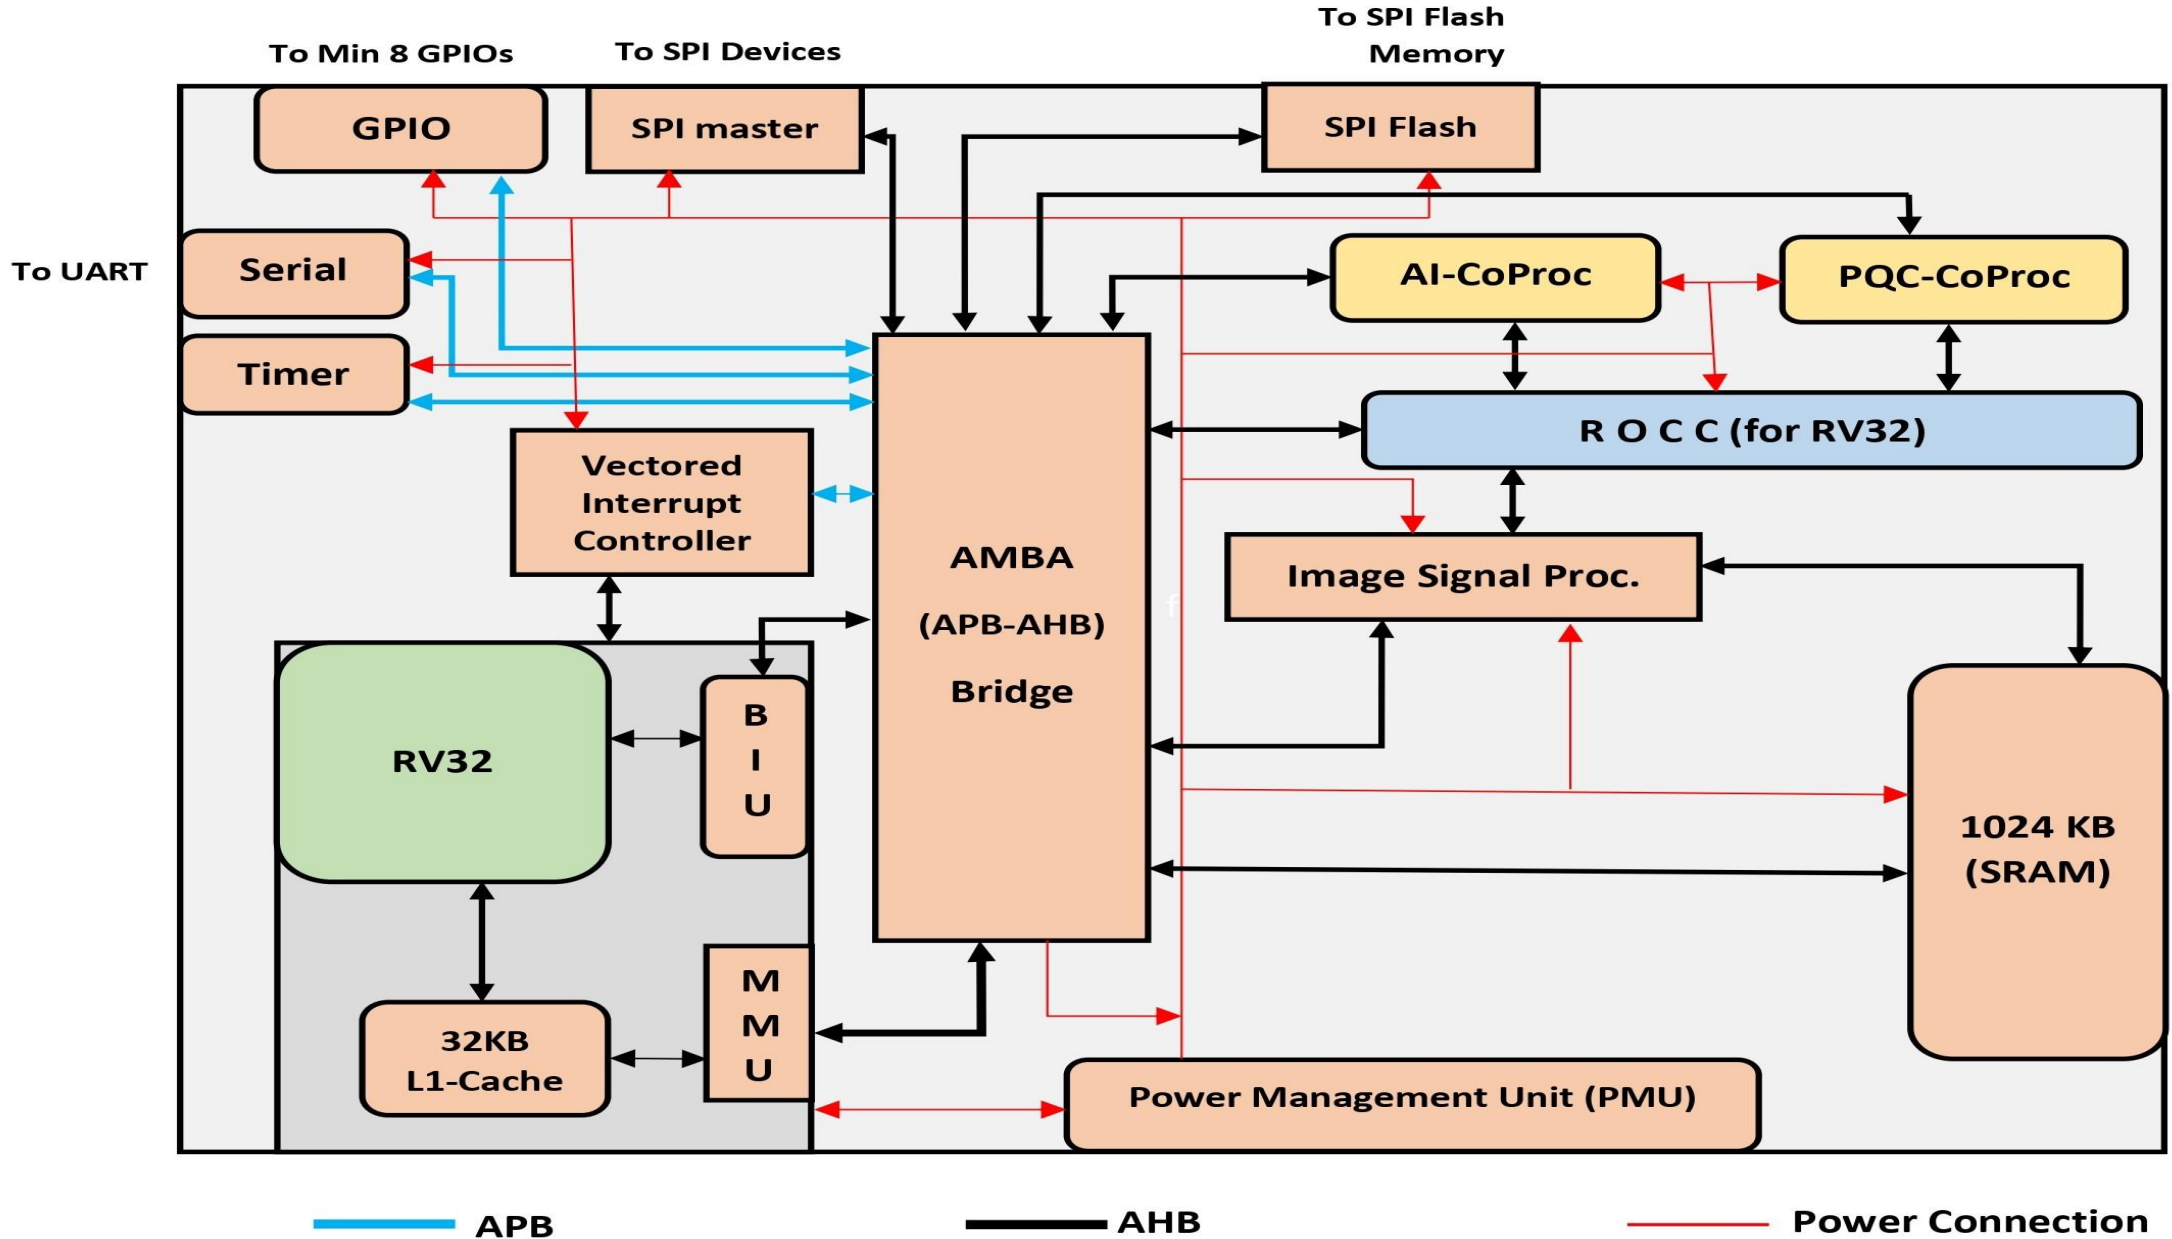 To SPI Flash
Memory
To Min 8 GPIOs
To SPI Devices
GPIO
SPI master
SPI Flash
To UART
Serial
AI-CoProc
PQC-CoProc
Timer
R O C C (for RV32)
Vectored
Interrupt
Controller
AMBA
(APB-AHB)
Bridge
f
Image Signal Proc.
RV32
B
I
U
1024 KB
(SRAM)
M
M
U
32KB
L1-Cache
Power Management Unit (PMU)
APB
AHB
Power Connection